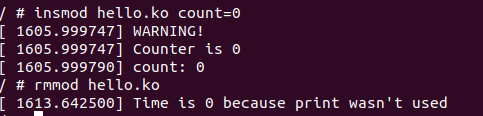 / # insmod hello.ko count=0
[ 1605.999747] WARNING!
[ 1605.999747] Counter is 0
[ 1605.999790] count: 0
/ # rmmod hello.ko
[ 1613.642500] Time is 0 because print wasn't used